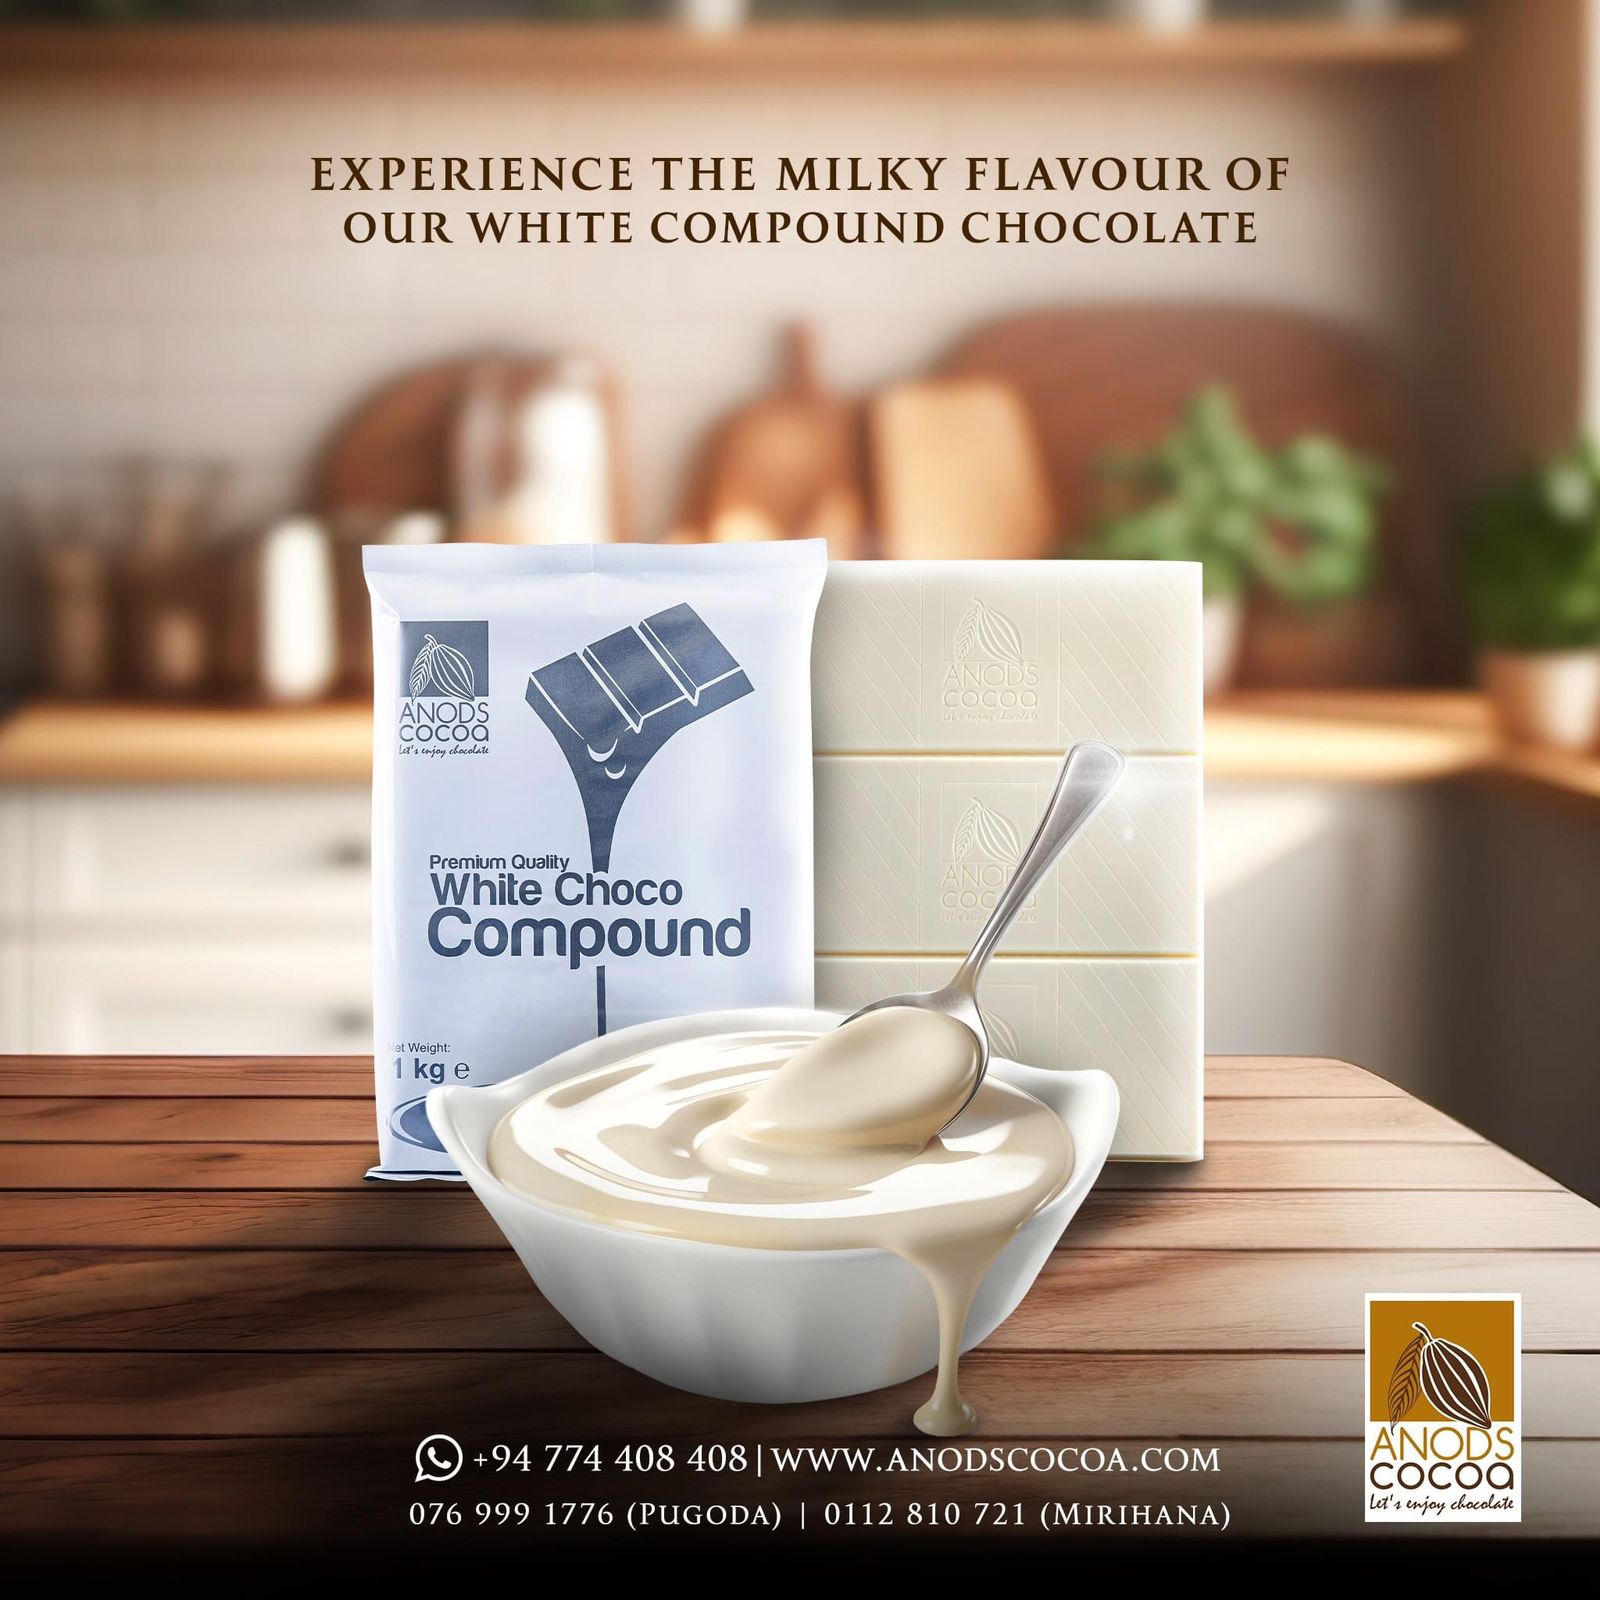 EXPERIENCE THE MILKY FLAVOUR OF
OUR WHITE COMPOUND CHOCOLATE
ANODS
cocoa
Let's enjoy chocolate
Premium Quality
White Choco
Compound
Net Weight:
1 kg e
ANODS
cocoa
Let's enjoy chocolate
ANODS
cocoa
+94 774 408 408 | WWW.ANODSCOCOA.COM
076 999 1776 (PUGODA) | 0112 810 721 (MIRIHANA)
ANODS
cocoa
Let's enjoy chocolate